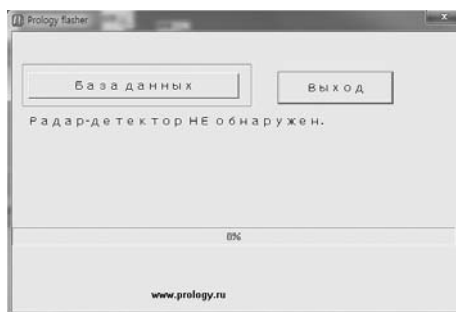 Prology flasher
x
База данных
Выход
Радар-детектор НЕ обнаружен.
0%
www.prology.ru